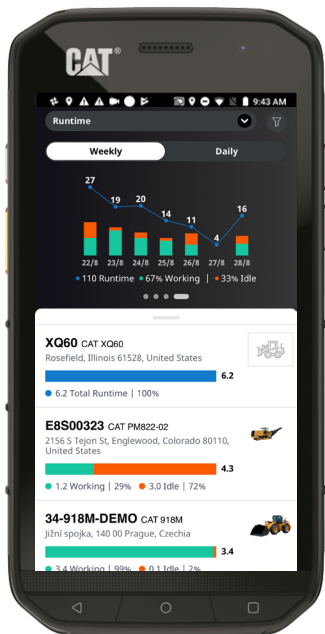 CAT®
9:43 AM
Runtime
Weekly Daily
27 19 20 14 11 4 16
22/8 23/8 24/8 25/8 26/8 27/8 28/8
110 Runtime • 67% Working | • 33% Idle
XQ60 CAT XQ60
Rosefield, Illinois 61528, United States
6.2
6.2 Total Runtime | 100%
E8S00323 CAT PM822-02
2156 S Tejon St, Englewood, Colorado 80110,
United States
4.3
1.2 Working | 29% 3.0 Idle | 72%
34-918M-DEMO CAT 918M
Jižní spojka, 140 00 Prague, Czechia
3.4
3.4 Working | 99% 0.1 Idle | 2%